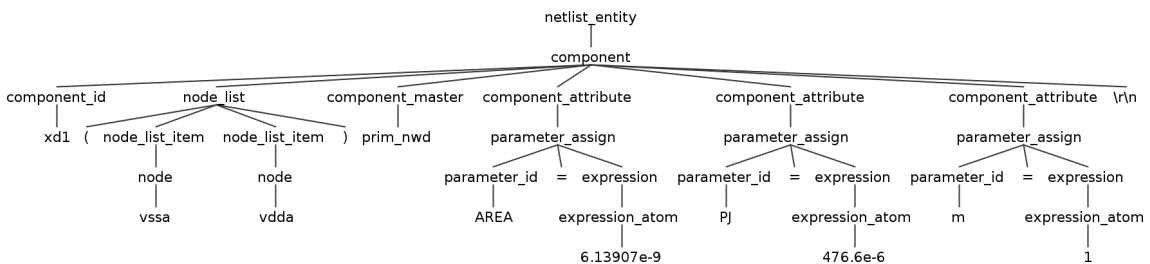 netlist_entity
component
component_id node_list component_master component_attribute component_attribute component_attribute \r\n
xd1 ( node_list_item node_list_item ) prim_nwd parameter_assign parameter_assign parameter_assign
node node parameter_id = expression parameter_id = expression parameter_id = expression
vssa vdda AREA expression_atom PJ expression_atom m expression_atom
6.13907e-9 476.6e-6 1